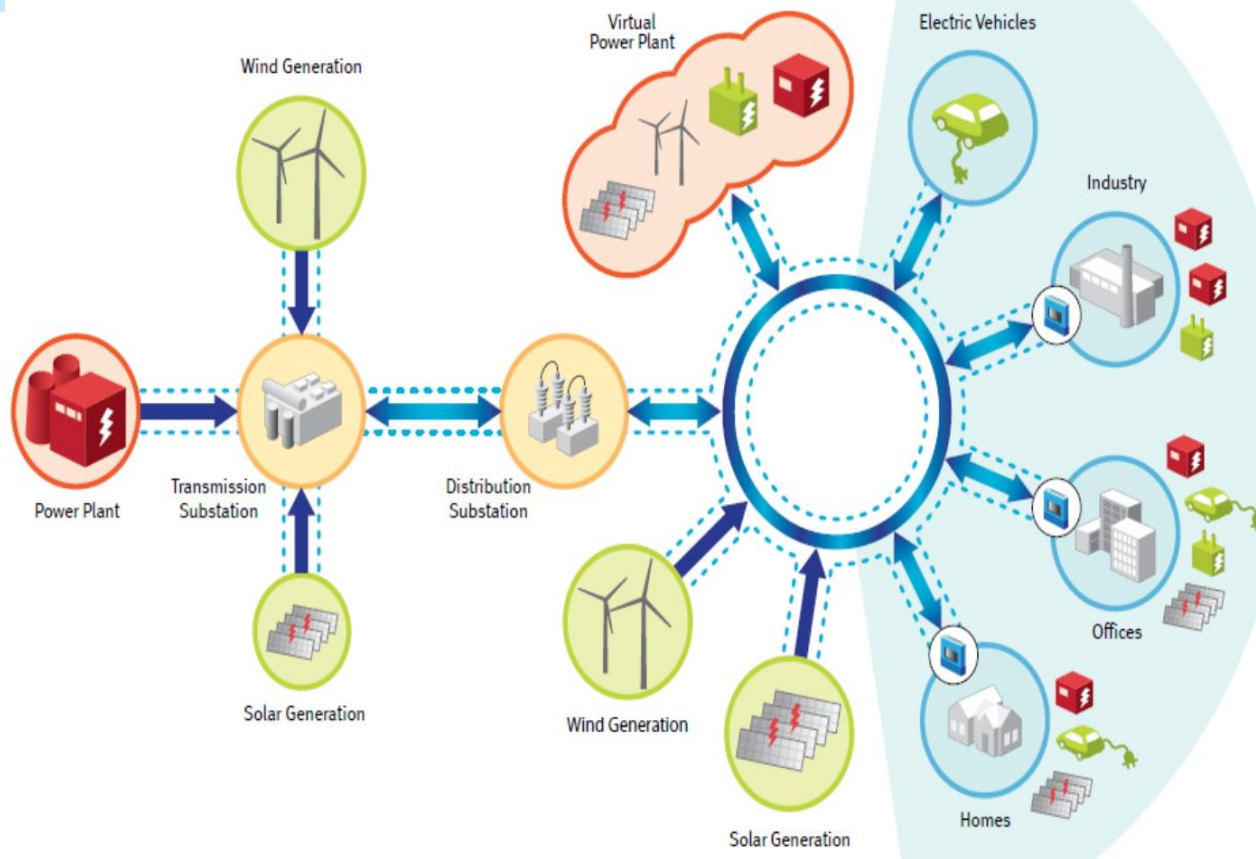 Virtual
Power Plant
Electric Vehicles
Wind Generation
Industry
Power Plant
Transmission
Substation
Distribution
Substation
Offices
Solar Generation
Wind Generation
Homes
Solar Generation